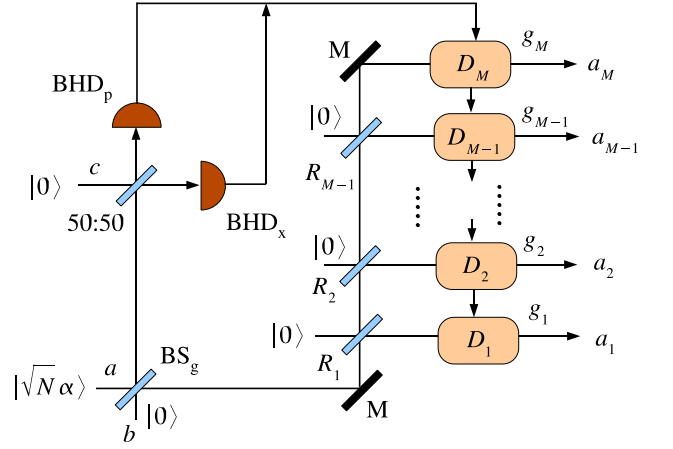 M
D_M
g_M
a_M
BHD_p
|0⟩
D_{M−1}
g_{M−1}
a_{M−1}
R_{M−1}
|0⟩
c
50:50
BHD_x
|0⟩
D_2
g_2
a_2
R_2
|0⟩
D_1
g_1
a_1
R_1
|√N α⟩
a
BS_g
|0⟩
b
M